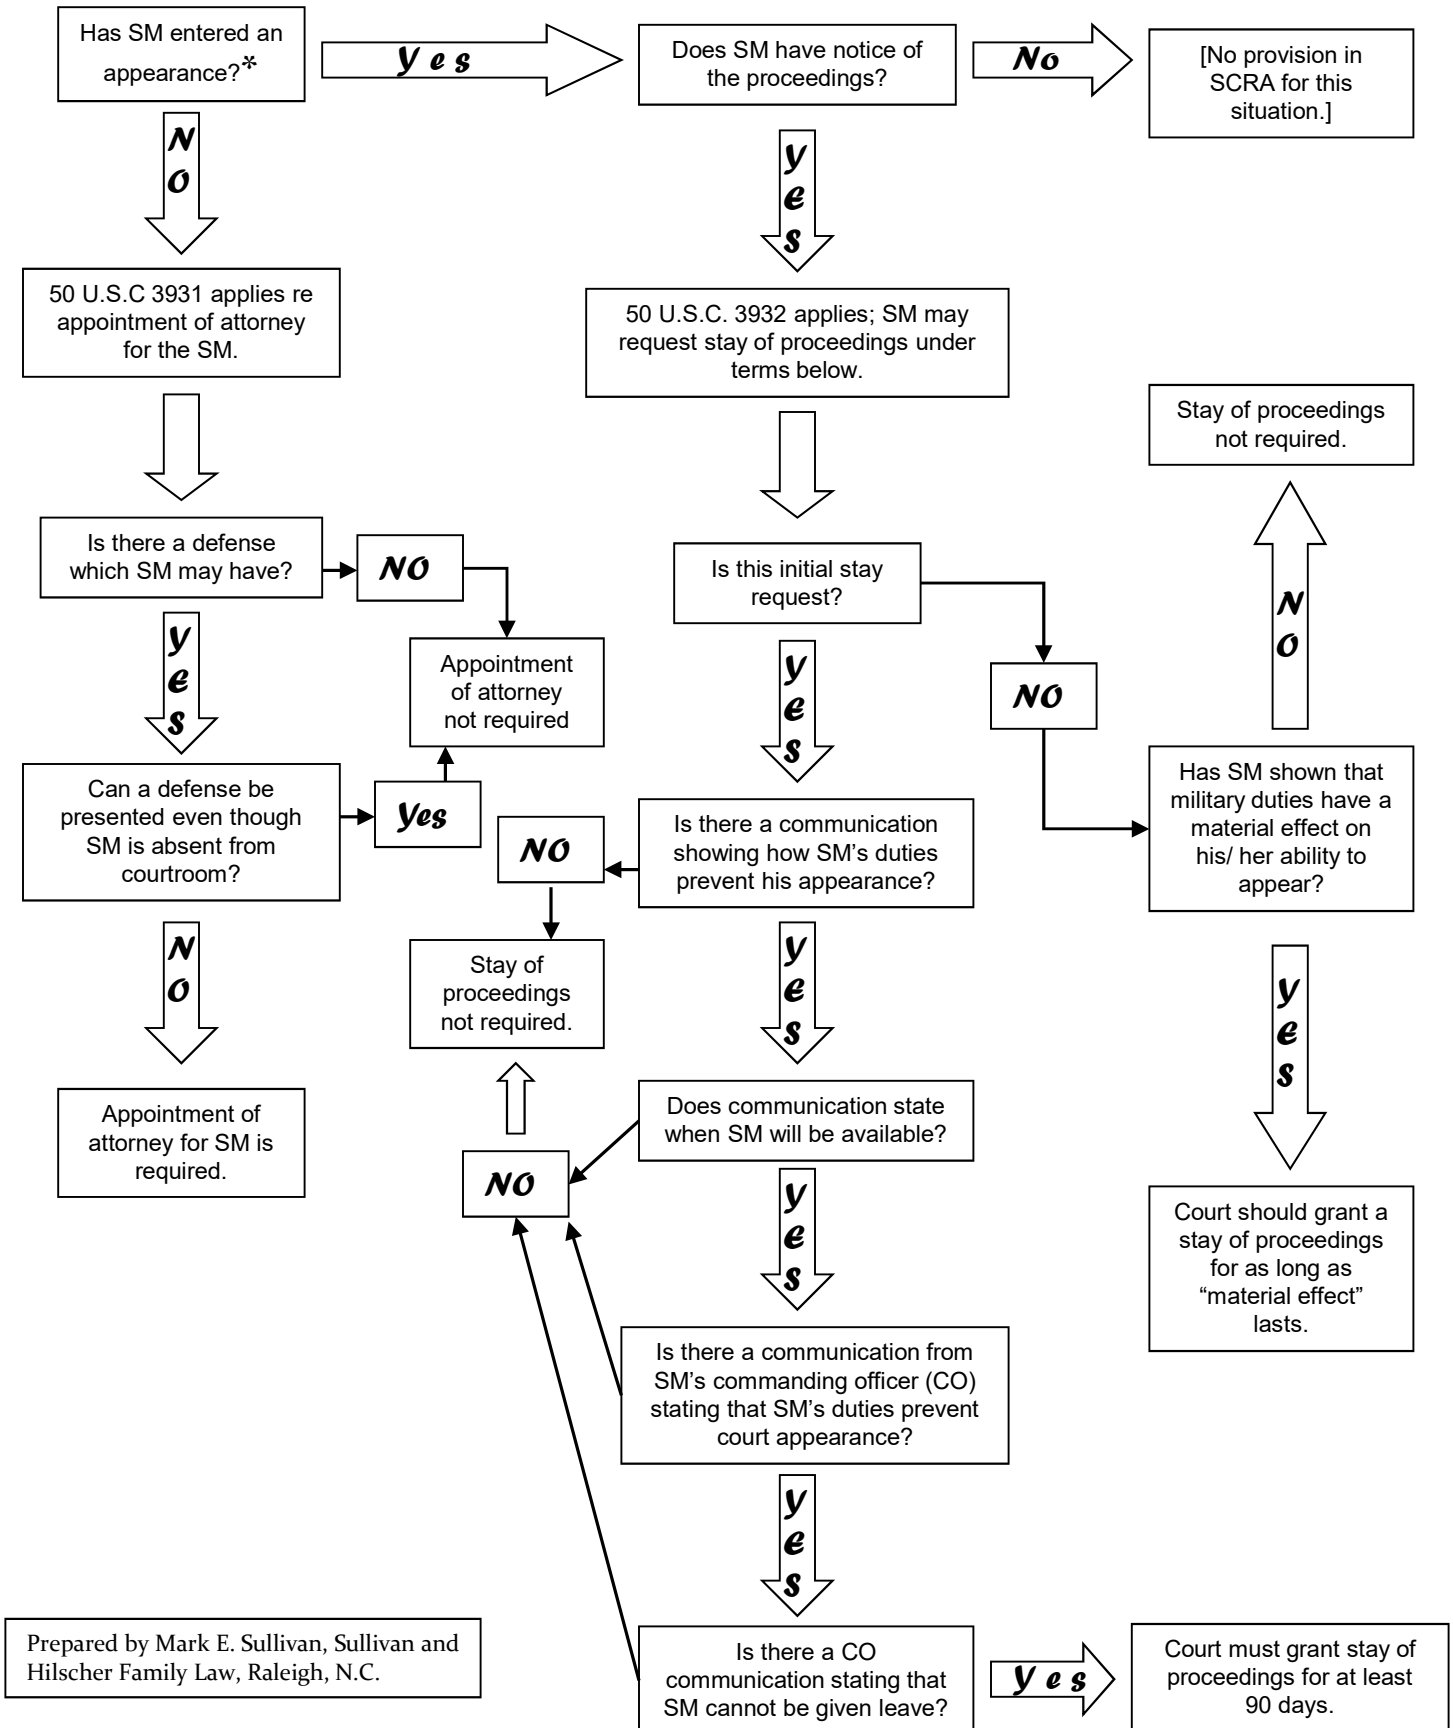 Has SM entered an
appearance?*
Yes
Does SM have notice of
the proceedings?
No
[No provision in
SCRA for this
situation.]
NO
Yes
50 U.S.C 3931 applies re
appointment of attorney
for the SM.
50 U.S.C. 3932 applies; SM may
request stay of proceedings under
terms below.
Stay of proceedings
not required.
Is there a defense
which SM may have?
NO
Is this initial stay
request?
NO
Yes
Appointment
of attorney
not required
Yes
NO
Can a defense be
presented even though
SM is absent from
courtroom?
Yes
NO
Is there a communication
showing how SM's duties
prevent his appearance?
Has SM shown that
military duties have a
material effect on
his/ her ability to
appear?
NO
Stay of
proceedings
not required.
Yes
Yes
Appointment of
attorney for SM is
required.
Does communication state
when SM will be available?
NO
Yes
Court should grant a
stay of proceedings
for as long as
“material effect”
lasts.
Is there a communication from
SM's commanding officer (CO)
stating that SM's duties prevent
court appearance?
Yes
Prepared by Mark E. Sullivan, Sullivan and
Hilscher Family Law, Raleigh, N.C.
Is there a CO
communication stating that
SM cannot be given leave?
Yes
Court must grant stay of
proceedings for at least
90 days.